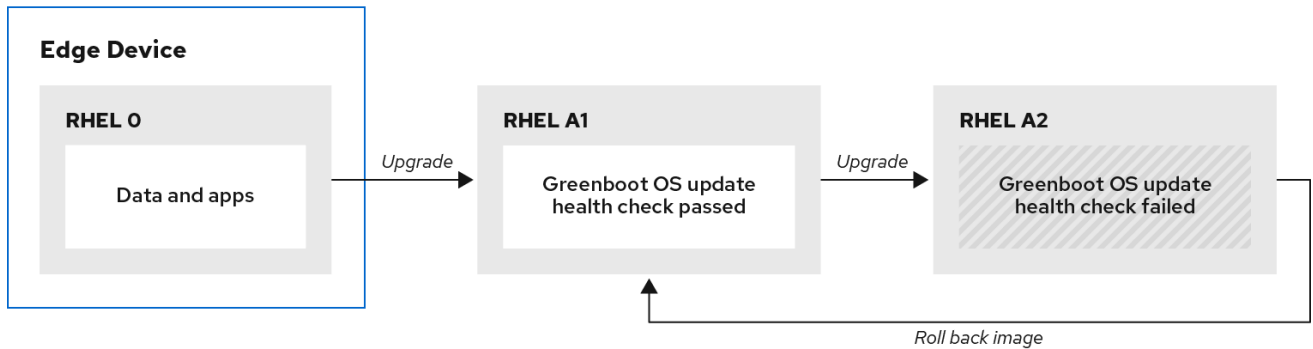 Edge Device
RHEL 0
Data and apps
Upgrade
RHEL A1
Greenboot OS update
health check passed
Upgrade
RHEL A2
Greenboot OS update
health check failed
Roll back image